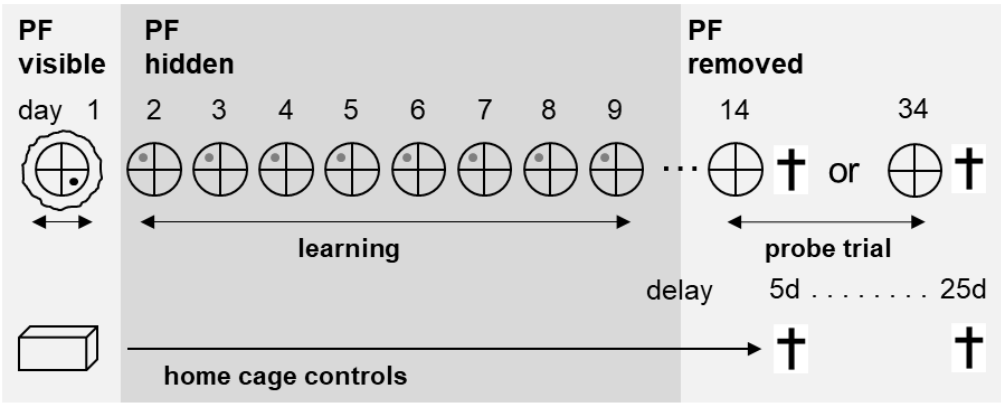 PF visible
PF hidden
PF removed
day 1 2 3 4 5 6 7 8 9 14 34
... or
learning
probe trial
delay 5d ........ 25d
home cage controls